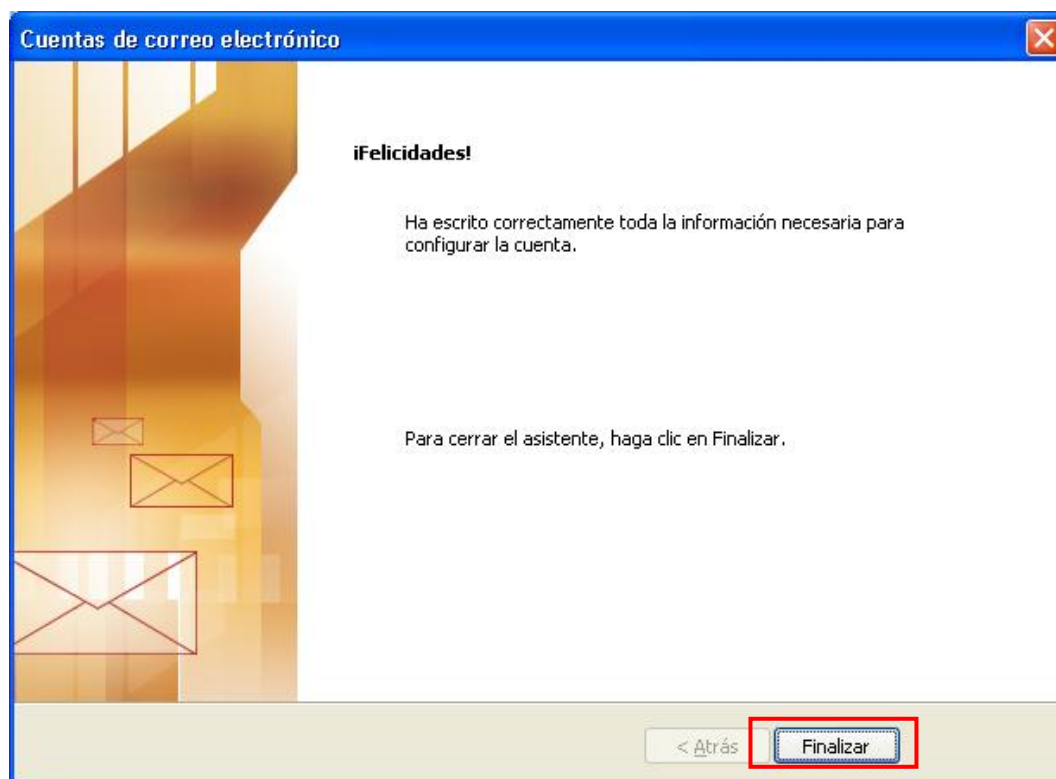 Cuentas de correo electrónico
¡Felicidades!
Ha escrito correctamente toda la información necesaria para
configurar la cuenta.
Para cerrar el asistente, haga clic en Finalizar.
< Atrás
Finalizar